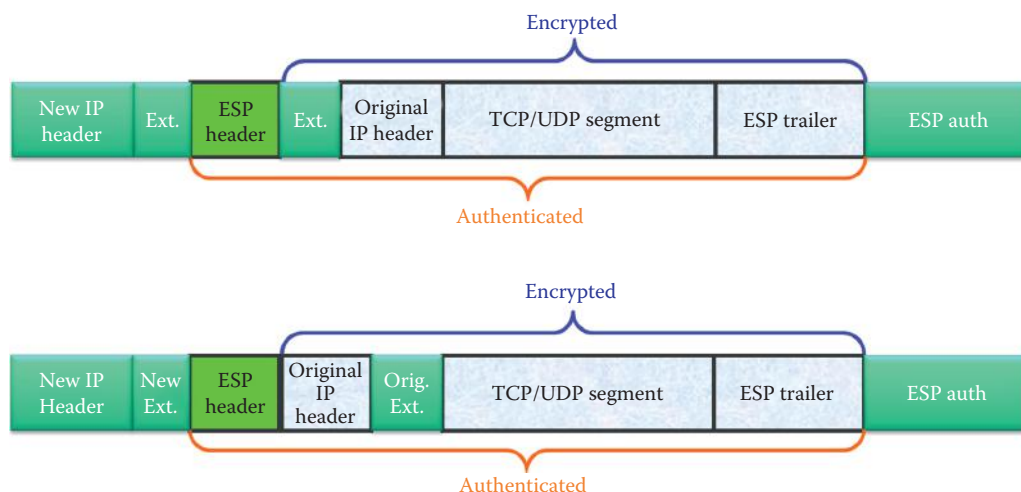 Encrypted
New IP
header
Ext.
ESP
header
Ext.
Original
IP header
TCP/UDP segment
ESP trailer
ESP auth
Authenticated
Encrypted
New IP
Header
New
Ext.
ESP
header
Original
IP
header
Orig.
Ext.
TCP/UDP segment
ESP trailer
ESP auth
Authenticated